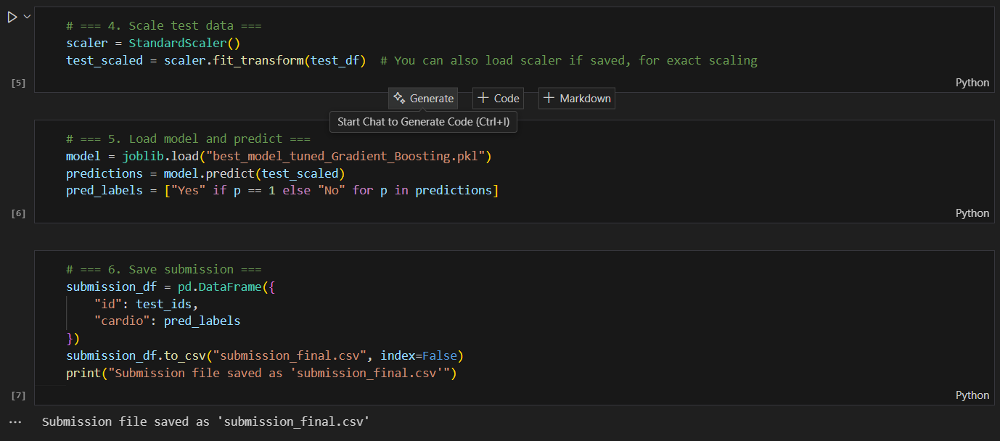 # === 4. Scale test data ===
scaler = StandardScaler()
test_scaled = scaler.fit_transform(test_df)  # You can also load scaler if saved, for exact scaling
[5]
Python
Generate
Code
Markdown
Start Chat to Generate Code (Ctrl+I)
# === 5. Load model and predict ===
model = joblib.load("best_model_tuned_Gradient_Boosting.pkl")
predictions = model.predict(test_scaled)
pred_labels = ["Yes" if p == 1 else "No" for p in predictions]
[6]
Python
# === 6. Save submission ===
submission_df = pd.DataFrame({
    "id": test_ids,
    "cardio": pred_labels
})
submission_df.to_csv("submission_final.csv", index=False)
print("Submission file saved as 'submission_final.csv'")
[7]
Python
... Submission file saved as 'submission_final.csv'